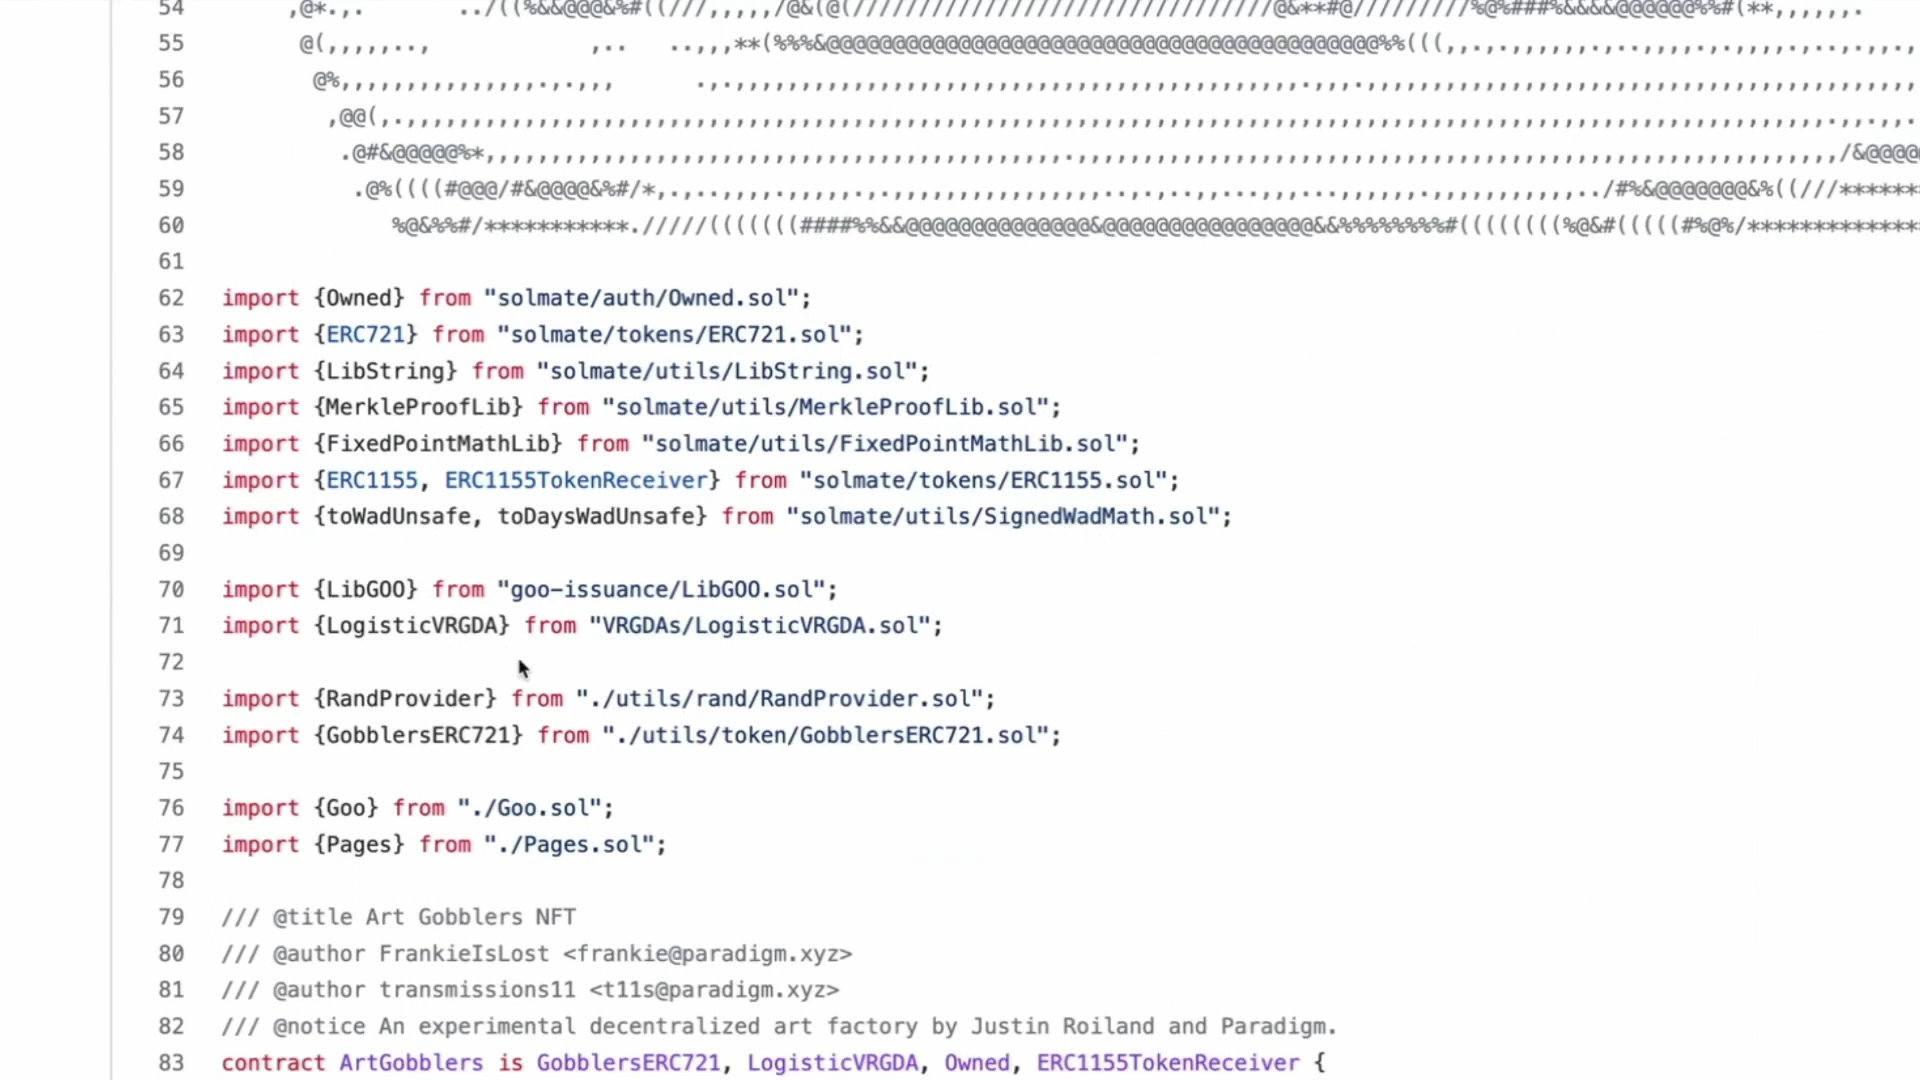 54
55
56
57
58
59
60
61
62 import {Owned} from "solmate/auth/Owned.sol";
63 import {ERC721} from "solmate/tokens/ERC721.sol";
64 import {LibString} from "solmate/utils/LibString.sol";
65 import {MerkleProofLib} from "solmate/utils/MerkleProofLib.sol";
66 import {FixedPointMathLib} from "solmate/utils/FixedPointMathLib.sol";
67 import {ERC1155, ERC1155TokenReceiver} from "solmate/tokens/ERC1155.sol";
68 import {toWadUnsafe, toDaysWadUnsafe} from "solmate/utils/SignedWadMath.sol";
69
70 import {LibGOO} from "goo-issuance/LibGOO.sol";
71 import {LogisticVRGDA} from "VRGDAs/LogisticVRGDA.sol";
72
73 import {RandProvider} from "./utils/rand/RandProvider.sol";
74 import {GobblersERC721} from "./utils/token/GobblersERC721.sol";
75
76 import {Goo} from "./Goo.sol";
77 import {Pages} from "./Pages.sol";
78
79 /// @title Art Gobblers NFT
80 /// @author FrankieIsLost <frankie@paradigm.xyz>
81 /// @author transmissions11 <t11s@paradigm.xyz>
82 /// @notice An experimental decentralized art factory by Justin Roiland and Paradigm.
83 contract ArtGobblers is GobblersERC721, LogisticVRGDA, Owned, ERC1155TokenReceiver {